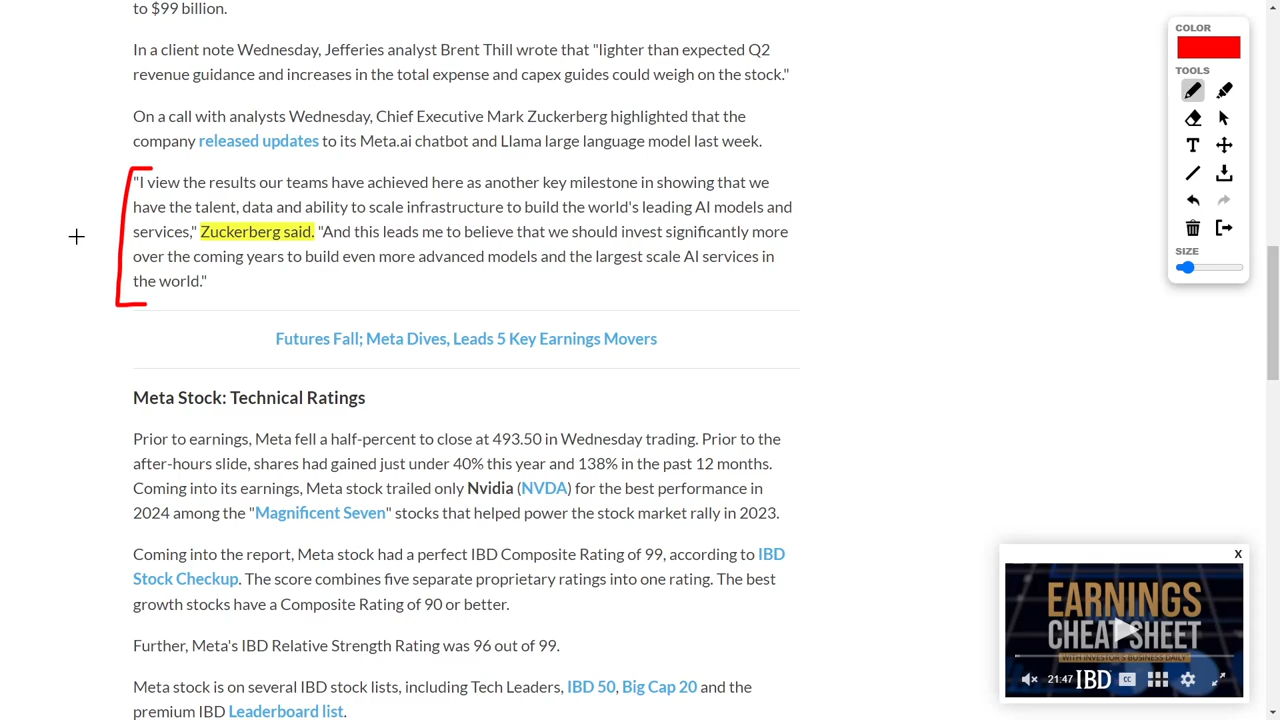 to $99 billion.
In a client note Wednesday, Jefferies analyst Brent Thill wrote that "lighter than expected Q2
revenue guidance and increases in the total expense and capex guides could weigh on the stock."
On a call with analysts Wednesday, Chief Executive Mark Zuckerberg highlighted that the
company released updates to its Meta.ai chatbot and Llama large language model last week.
"I view the results our teams have achieved here as another key milestone in showing that we
have the talent, data and ability to scale infrastructure to build the world's leading AI models and
services," Zuckerberg said. "And this leads me to believe that we should invest significantly more
over the coming years to build even more advanced models and the largest scale AI services in
the world."
Futures Fall; Meta Dives, Leads 5 Key Earnings Movers
Meta Stock: Technical Ratings
Prior to earnings, Meta fell a half-percent to close at 493.50 in Wednesday trading. Prior to the
after-hours slide, shares had gained just under 40% this year and 138% in the past 12 months.
Coming into its earnings, Meta stock trailed only Nvidia (NVDA) for the best performance in
2024 among the "Magnificent Seven" stocks that helped power the stock market rally in 2023.
Coming into the report, Meta stock had a perfect IBD Composite Rating of 99, according to IBD
Stock Checkup. The score combines five separate proprietary ratings into one rating. The best
growth stocks have a Composite Rating of 90 or better.
Further, Meta's IBD Relative Strength Rating was 96 out of 99.
Meta stock is on several IBD stock lists, including Tech Leaders, IBD 50, Big Cap 20 and the
premium IBD Leaderboard list.
COLOR
TOOLS
T
SIZE
X
EARNINGS
CHEAT SHEET
WITH INVESTOR'S BUSINESS DAILY
21:47 IBD CC